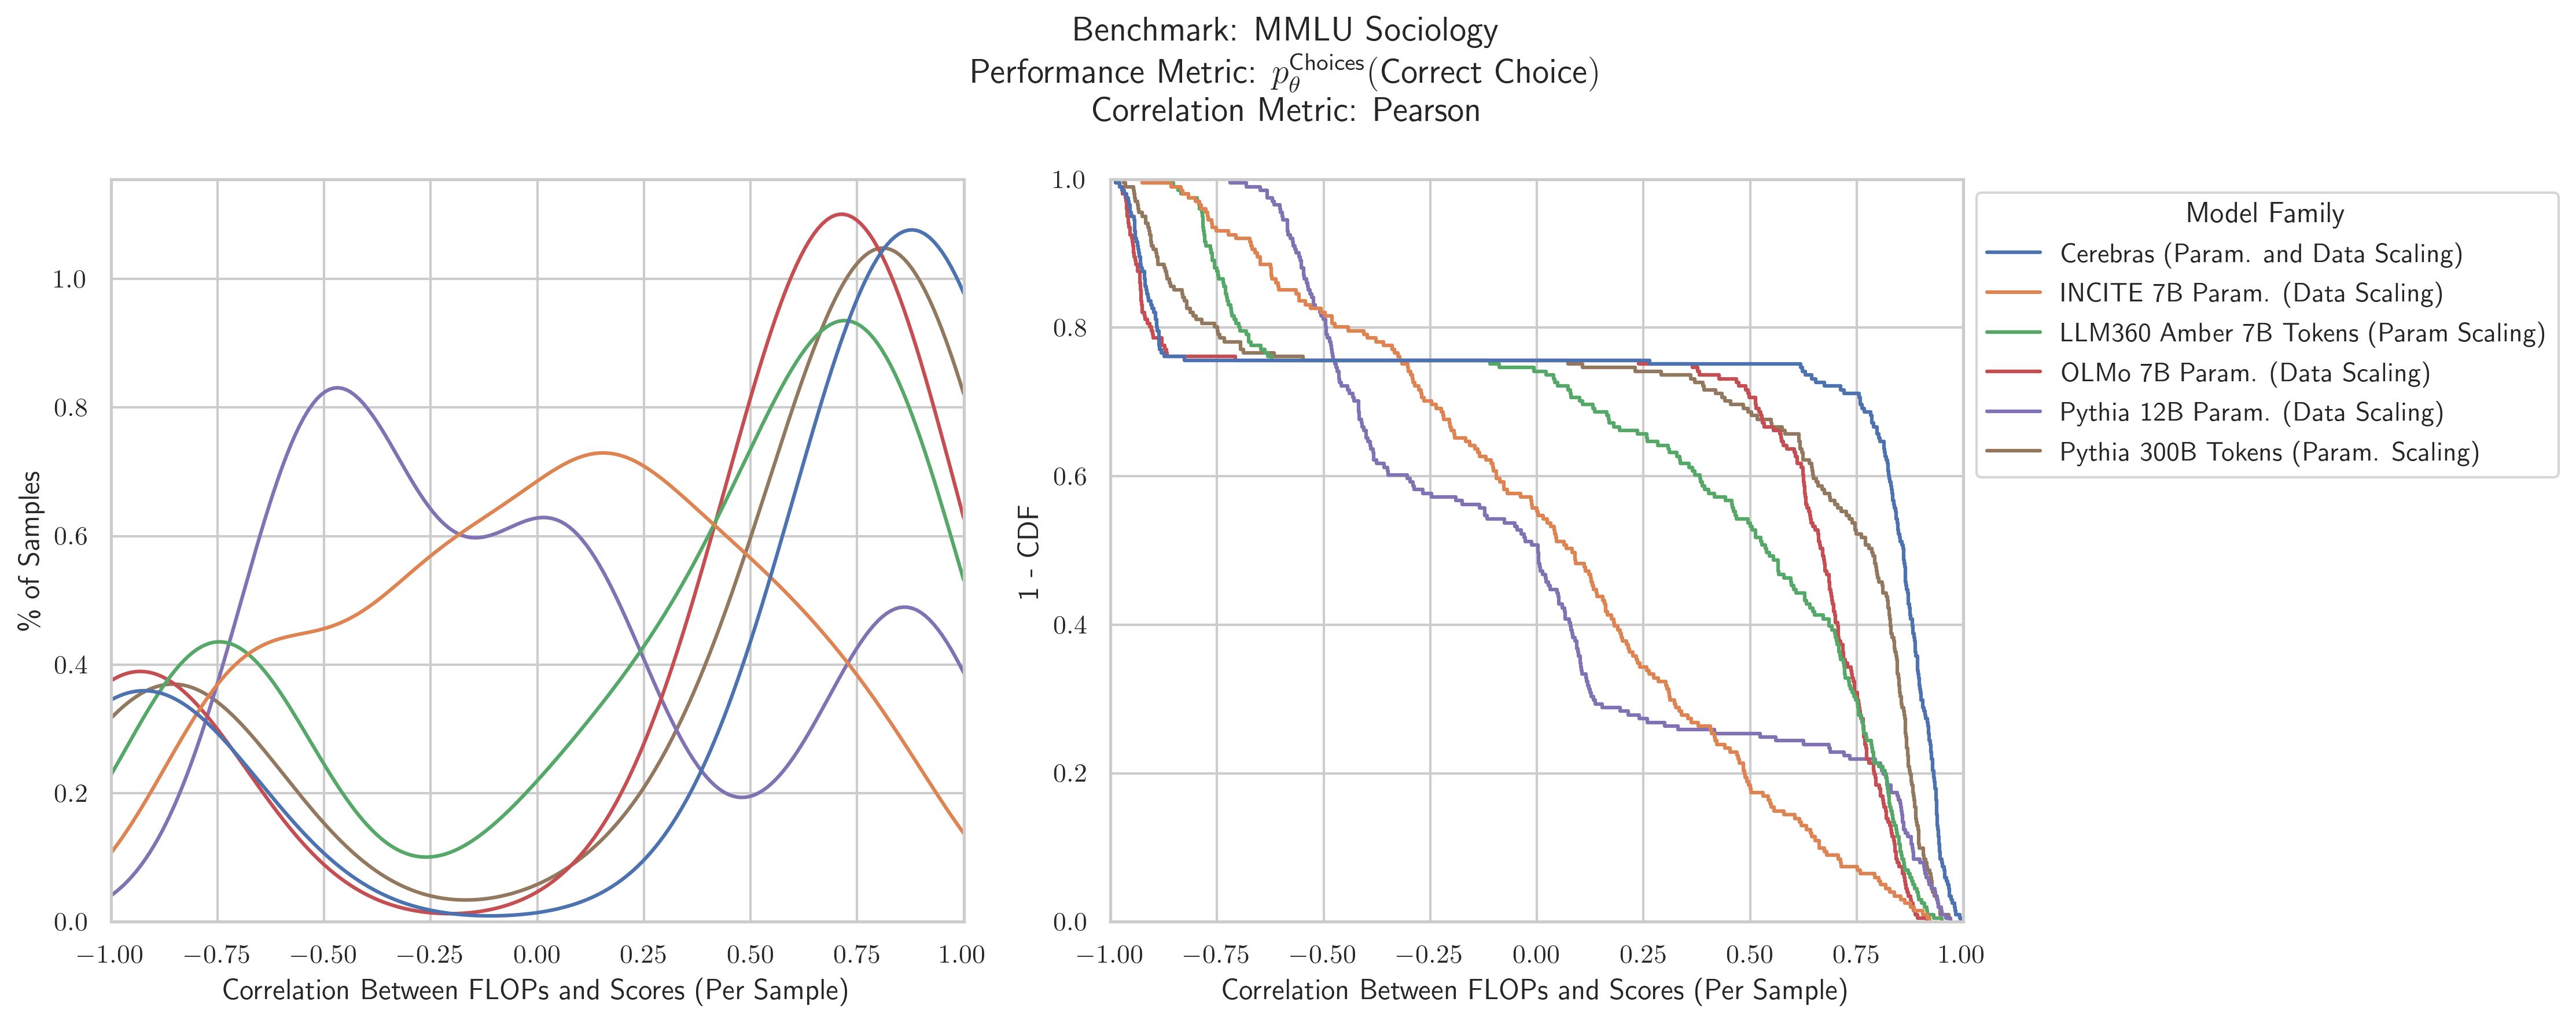 Benchmark: MMLU Sociology
Performance Metric: $p_\theta^{\text{Choices}}$(Correct Choice)
Correlation Metric: Pearson
% of Samples
1.0
0.8
0.6
0.4
0.2
0.0
−1.00 −0.75 −0.50 −0.25 0.00 0.25 0.50 0.75 1.00
Correlation Between FLOPs and Scores (Per Sample)
1 - CDF
1.0
0.8
0.6
0.4
0.2
0.0
−1.00 −0.75 −0.50 −0.25 0.00 0.25 0.50 0.75 1.00
Correlation Between FLOPs and Scores (Per Sample)
Model Family
Cerebras (Param. and Data Scaling)
INCITE 7B Param. (Data Scaling)
LLM360 Amber 7B Tokens (Param Scaling)
OLMo 7B Param. (Data Scaling)
Pythia 12B Param. (Data Scaling)
Pythia 300B Tokens (Param. Scaling)